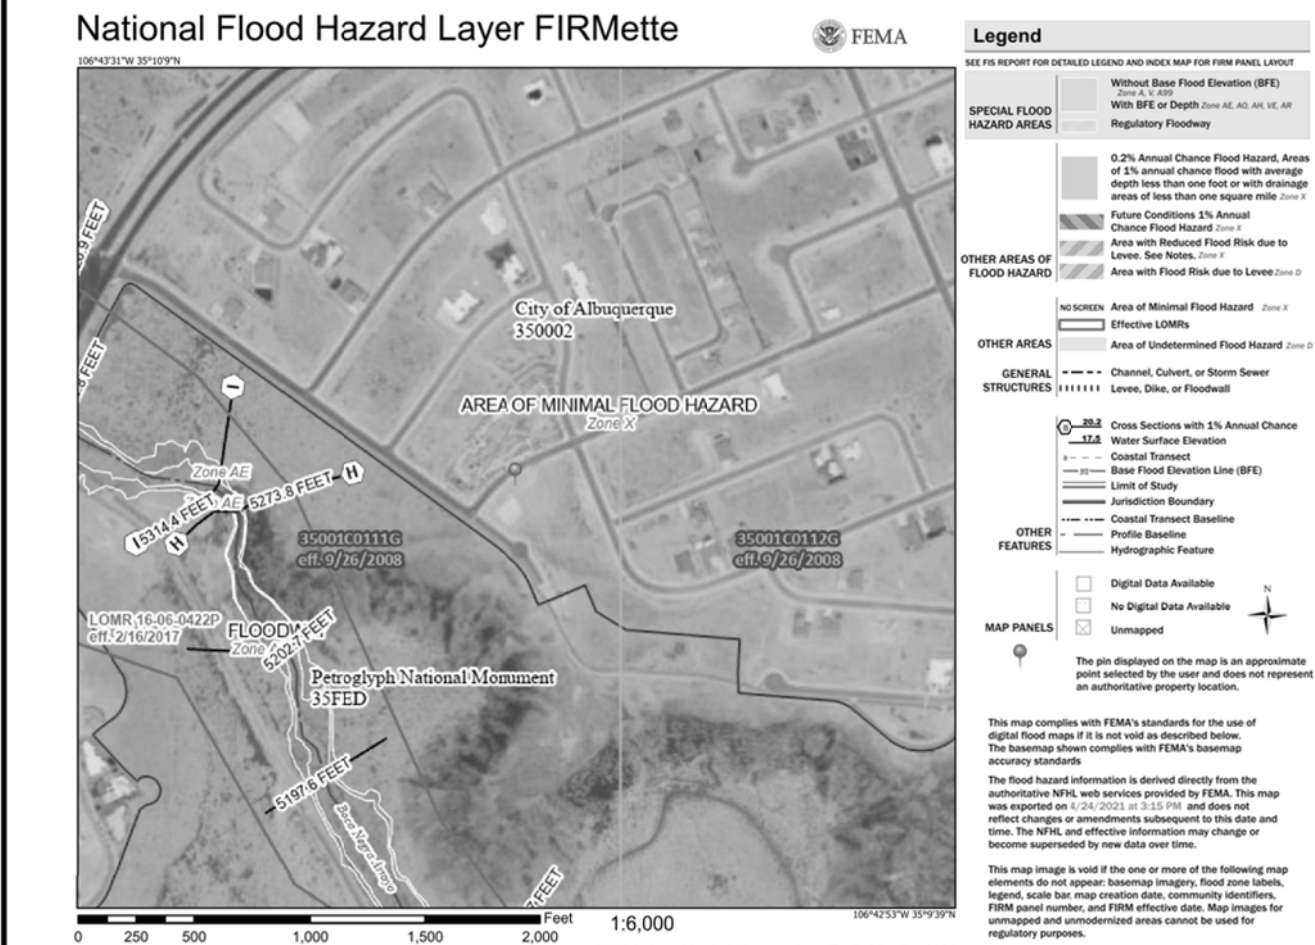 National Flood Hazard Layer FIRMette
FEMA
106°43'31"W 35°10'9"N
City of Albuquerque
350002
AREA OF MINIMAL FLOOD HAZARD
Zone X
I
Zone AE
AE
5273.8 FEET
H
I
5314.4 FEET
H
35001C0111G
eff. 9/26/2008
35001C0112G
eff. 9/26/2008
LOMR 16-06-0422P
eff. 2/16/2017
Zone
5202.7 FEET
Petroglyph National Monument
35FED
5197.6 FEET
Boca Negra Arroyo
FEET
0 250 500 1,000 1,500 2,000
Feet
1:6,000
106°42'53"W 35°9'39"N
Legend
SEE FIS REPORT FOR DETAILED LEGEND AND INDEX MAP FOR FIRM PANEL LAYOUT
SPECIAL FLOOD
HAZARD AREAS
Without Base Flood Elevation (BFE)
Zone A, V, A99
With BFE or Depth Zone AE, AO, AH, VE, AR
Regulatory Floodway
OTHER AREAS OF
FLOOD HAZARD
0.2% Annual Chance Flood Hazard, Areas
of 1% annual chance flood with average
depth less than one foot or with drainage
areas of less than one square mile Zone X
Future Conditions 1% Annual
Chance Flood Hazard Zone X
Area with Reduced Flood Risk due to
Levee. See Notes. Zone X
Area with Flood Risk due to Levee Zone D
OTHER AREAS
NO SCREEN Area of Minimal Flood Hazard Zone X
Effective LOMRs
Area of Undetermined Flood Hazard Zone D
GENERAL
STRUCTURES
Channel, Culvert, or Storm Sewer
Levee, Dike, or Floodwall
OTHER
FEATURES
20.2 Cross Sections with 1% Annual Chance
17.5 Water Surface Elevation
Coastal Transect
Base Flood Elevation Line (BFE)
Limit of Study
Jurisdiction Boundary
Coastal Transect Baseline
Profile Baseline
Hydrographic Feature
MAP PANELS
Digital Data Available
No Digital Data Available
Unmapped
N
The pin displayed on the map is an approximate
point selected by the user and does not represent
an authoritative property location.
This map complies with FEMA's standards for the use of
digital flood maps if it is not void as described below.
The basemap shown complies with FEMA's basemap
accuracy standards
The flood hazard information is derived directly from the
authoritative NFHL web services provided by FEMA. This map
was exported on 4/24/2021 at 3:15 PM and does not
reflect changes or amendments subsequent to this date and
time. The NFHL and effective information may change or
become superseded by new data over time.
This map image is void if the one or more of the following map
elements do not appear: basemap imagery, flood zone labels,
legend, scale bar, map creation date, community identifiers,
FIRM panel number, and FIRM effective date. Map images for
unmapped and unmodernized areas cannot be used for
regulatory purposes.